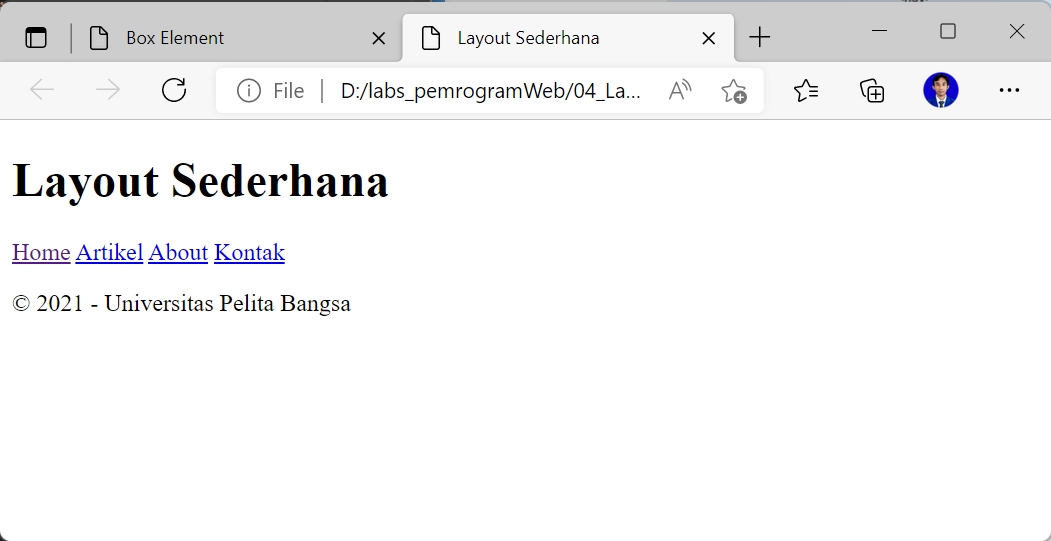 Box Element
Layout Sederhana
File
D:/labs_pemrogramWeb/04_La...
Layout Sederhana
Home Artikel About Kontak
© 2021 - Universitas Pelita Bangsa